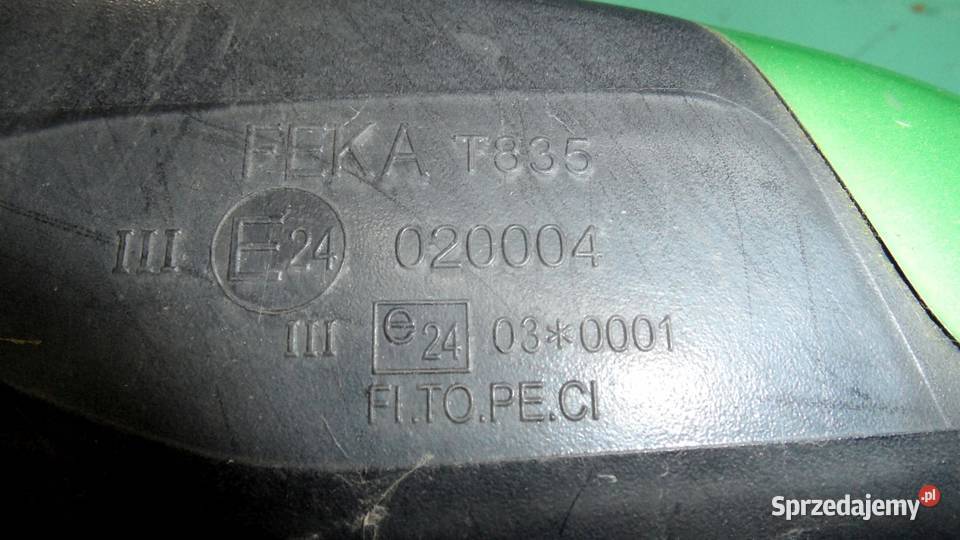 FEKA T835
III E24 020004
III e24 03*0001
FI.TO.PE.CI
Sprzedajemy.pl